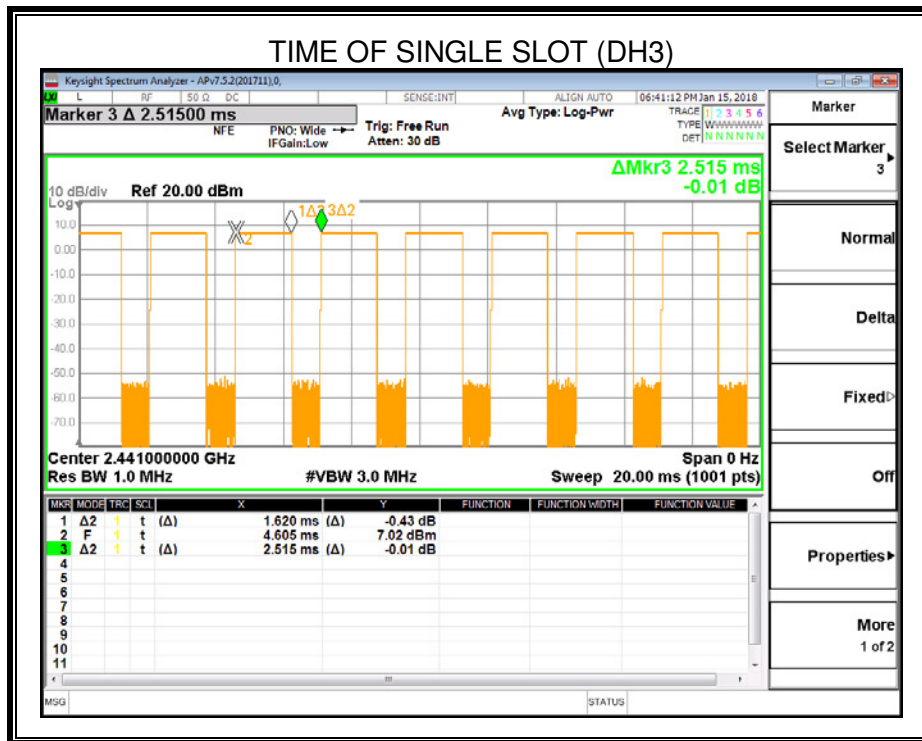 TIME OF SINGLE SLOT (DH3)
Keysight Spectrum Analyzer - APv7.5.2(201711),0,
L RF 50 Ω DC SENSE:INT ALIGN AUTO 06:41:12 PM Jan 15, 2018
Marker 3 Δ 2.51500 ms
NFE
PNO: Wide
IFGain:Low
Trig: Free Run
Atten: 30 dB
Avg Type: Log-Pwr
TRACE 1 2 3 4 5 6
TYPE WWWWWW
DET N N N N N N
ΔMkr3 2.515 ms
-0.01 dB
10 dB/div Ref 20.00 dBm
Log
10.0
0.00
-10.0
-20.0
-30.0
-40.0
-50.0
-60.0
-70.0
2
3Δ2
Center 2.441000000 GHz Span 0 Hz
Res BW 1.0 MHz #VBW 3.0 MHz Sweep 20.00 ms (1001 pts)
MKR MODE TRC SCL X Y FUNCTION FUNCTION WIDTH FUNCTION VALUE
1 Δ2 1 t (Δ) 1.620 ms (Δ) -0.43 dB
2 F 1 t 4.605 ms 7.02 dBm
3 Δ2 1 t (Δ) 2.515 ms (Δ) -0.01 dB
4
5
6
7
8
9
10
11
MSG STATUS
Marker
Select Marker
3
Normal
Delta
Fixed
Off
Properties
More
1 of 2